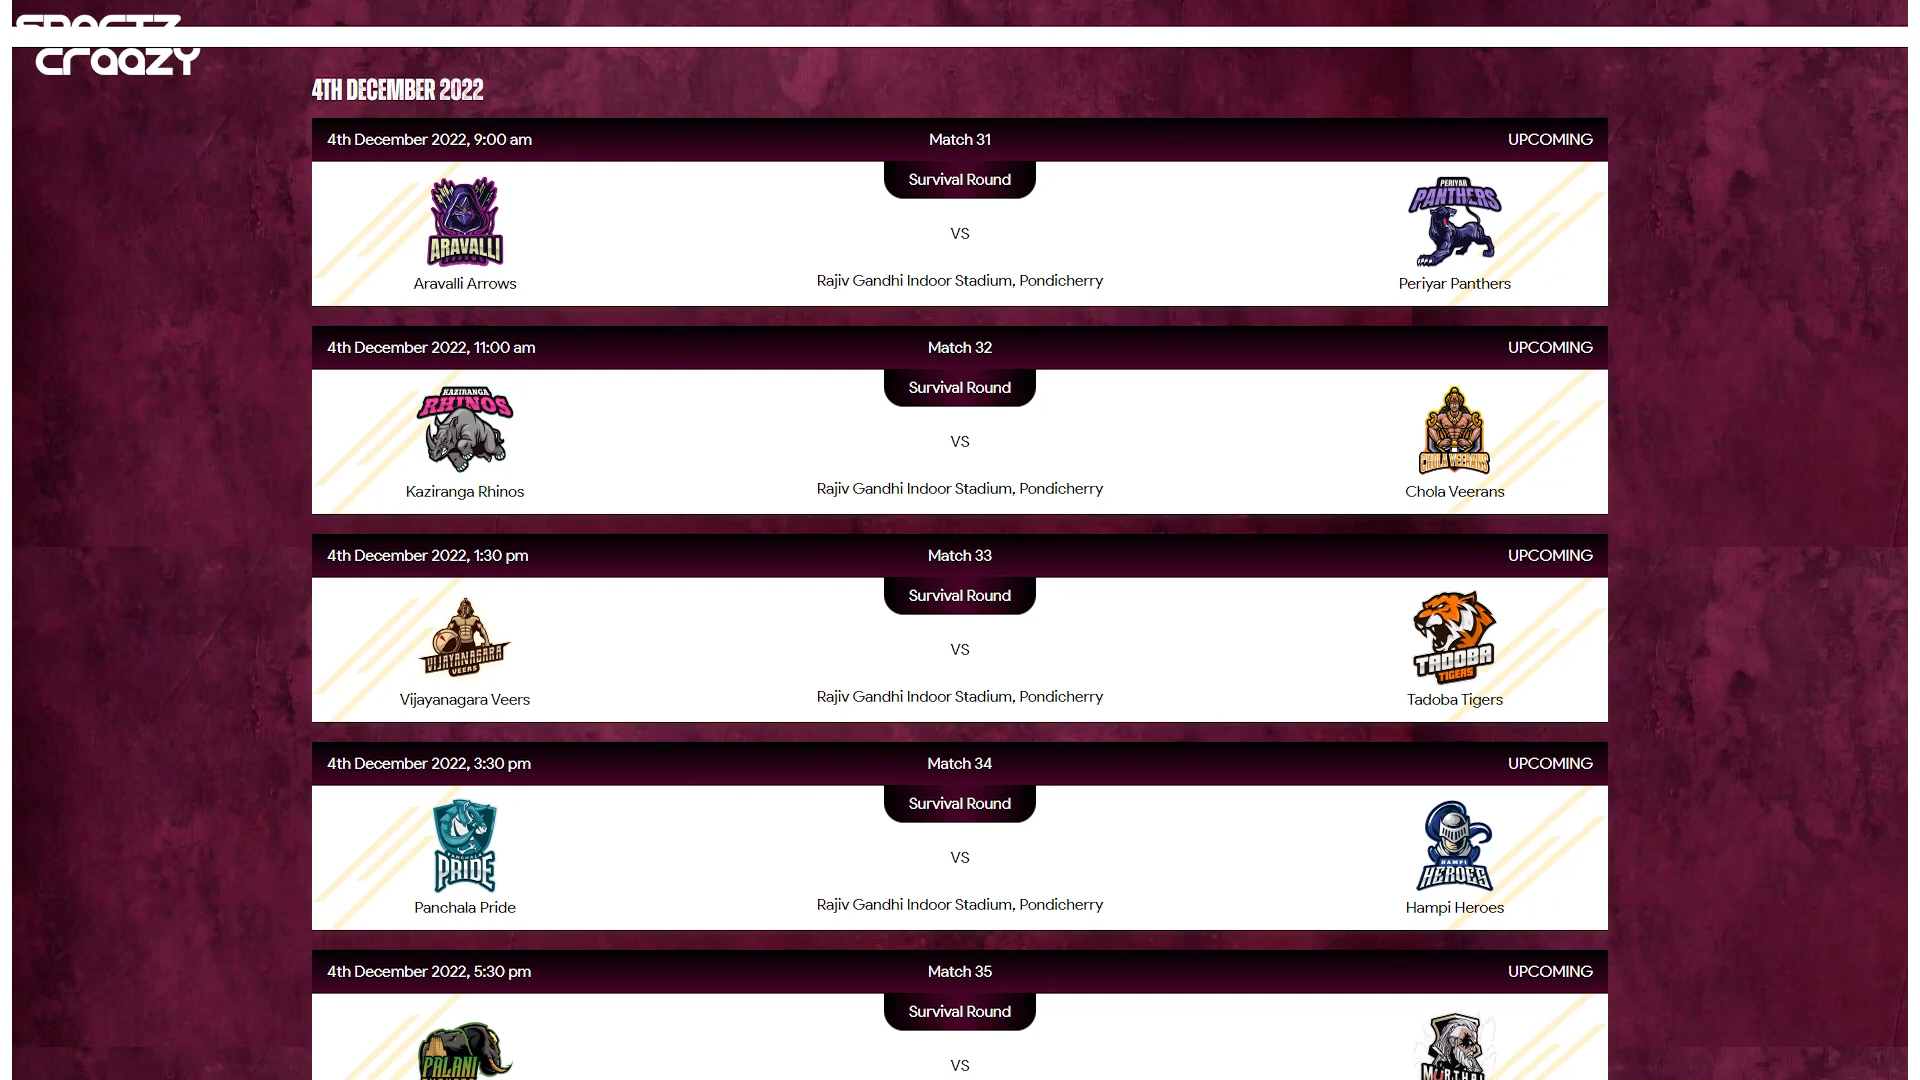 craazy
4TH DECEMBER 2022
4th December 2022, 9:00 am Match 31 UPCOMING
Survival Round
PERIYAR
PANTHERS
ARAVALLI
ARROWS
VS
Rajiv Gandhi Indoor Stadium, Pondicherry
Aravalli Arrows Periyar Panthers
4th December 2022, 11:00 am Match 32 UPCOMING
Survival Round
KAZIRANGA
RHINOS
CHOLA VEERANS
VS
Rajiv Gandhi Indoor Stadium, Pondicherry
Kaziranga Rhinos Chola Veerans
4th December 2022, 1:30 pm Match 33 UPCOMING
Survival Round
VIJAYANAGARA
VEERS
TADOBA
TIGERS
VS
Rajiv Gandhi Indoor Stadium, Pondicherry
Vijayanagara Veers Tadoba Tigers
4th December 2022, 3:30 pm Match 34 UPCOMING
Survival Round
PANCHALA
PRIDE
HAMPI
HEROES
VS
Rajiv Gandhi Indoor Stadium, Pondicherry
Panchala Pride Hampi Heroes
4th December 2022, 5:30 pm Match 35 UPCOMING
Survival Round
PALANI
VS